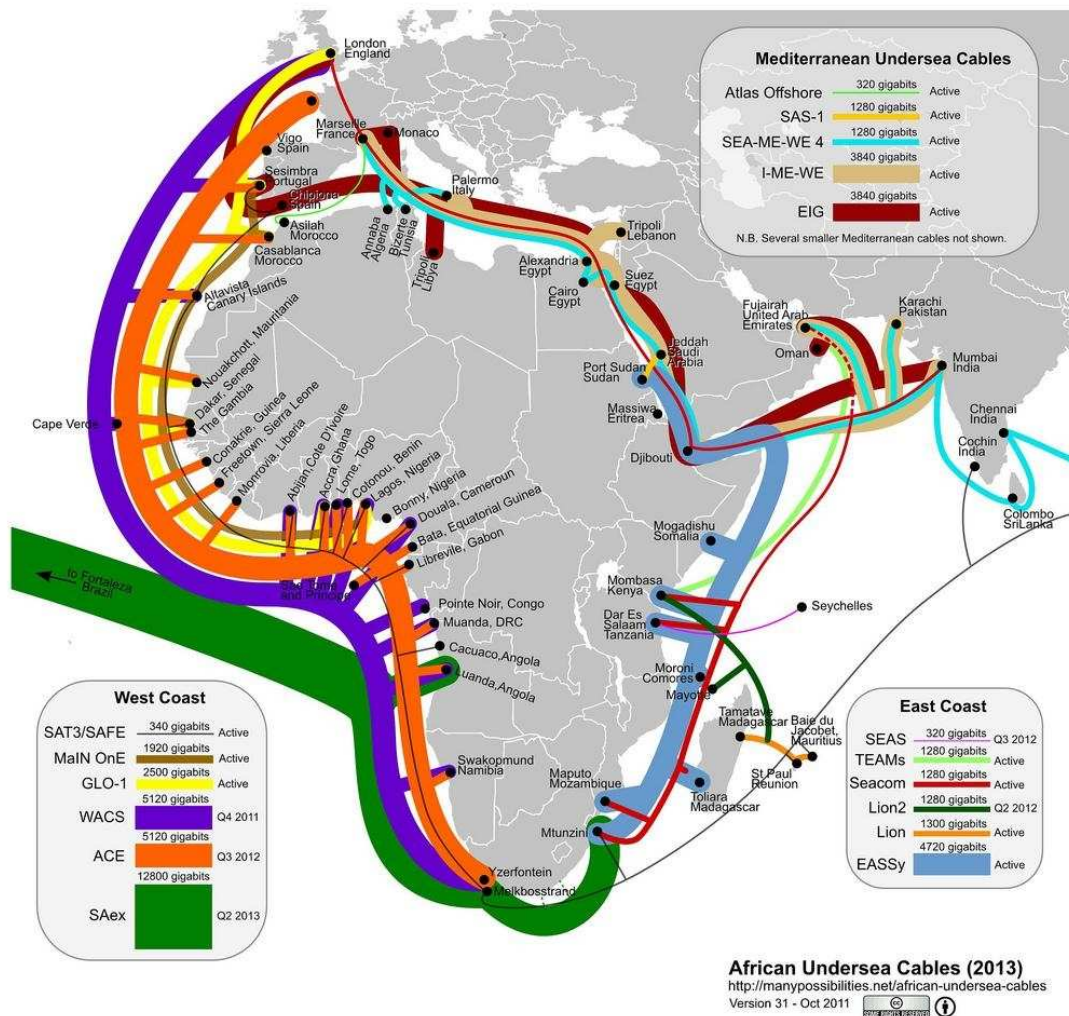 London
England
Marseille
France
Monaco
Vigo
Spain
Sesimbra
Portugal
Chipiona
Spain
Palermo
Italy
Asilah
Morocco
Casablanca
Morocco
Annaba
Algeria
Bizerte
Tunisia
Tripoli
Libya
Tripoli
Lebanon
Alexandria
Egypt
Cairo
Egypt
Suez
Egypt
Altavista
Canary Islands
Nouakchott, Mauritania
Dakar, Senegal
The Gambia
Cape Verde
Conakrie, Guinea
Freetown, Sierra Leone
Monrovia, Liberia
Abijan, Cote D'Ivoire
Accra, Ghana
Lome, Togo
Cotonou, Benin
Lagos, Nigeria
Bonny, Nigeria
Douala, Cameroun
Bata, Equatorial Guinea
Libreville, Gabon
Sao Tome
and Principe
Pointe Noir, Congo
Muanda, DRC
Cacuaco,Angola
Luanda,Angola
Swakopmund
Namibia
Yzerfontein
Melkbosstrand
to Fortaleza
Brazil
Jeddah
Saudi
Arabia
Port Sudan
Sudan
Massiwa
Eritrea
Djibouti
Fujairah
United Arab
Emirates
Oman
Karachi
Pakistan
Mumbai
India
Chennai
India
Cochin
India
Colombo
SriLanka
Mogadishu
Somalia
Mombasa
Kenya
Dar Es
Salaam
Tanzania
Seychelles
Moroni
Comores
Mayotte
Tamatave
Madagascar
Baie du
Jacobet,
Mauritius
St.Paul
Reunion
Toliara
Madagascar
Maputo
Mozambique
Mtunzini
Mediterranean Undersea Cables
Atlas Offshore 320 gigabits Active
SAS-1 1280 gigabits Active
SEA-ME-WE 4 1280 gigabits Active
I-ME-WE 3840 gigabits Active
EIG 3840 gigabits Active
N.B. Several smaller Mediterranean cables not shown.
West Coast
SAT3/SAFE 340 gigabits Active
MaIN OnE 1920 gigabits Active
GLO-1 2500 gigabits Active
WACS 5120 gigabits Q4 2011
ACE 5120 gigabits Q3 2012
SAex 12800 gigabits Q2 2013
East Coast
SEAS 320 gigabits Q3 2012
TEAMs 1280 gigabits Active
Seacom 1280 gigabits Active
Lion2 1280 gigabits Q2 2012
Lion 1300 gigabits Active
EASSy 4720 gigabits Active
African Undersea Cables (2013)
http://manypossibilities.net/african-undersea-cables
Version 31 - Oct 2011
cc
SOME RIGHTS RESERVED